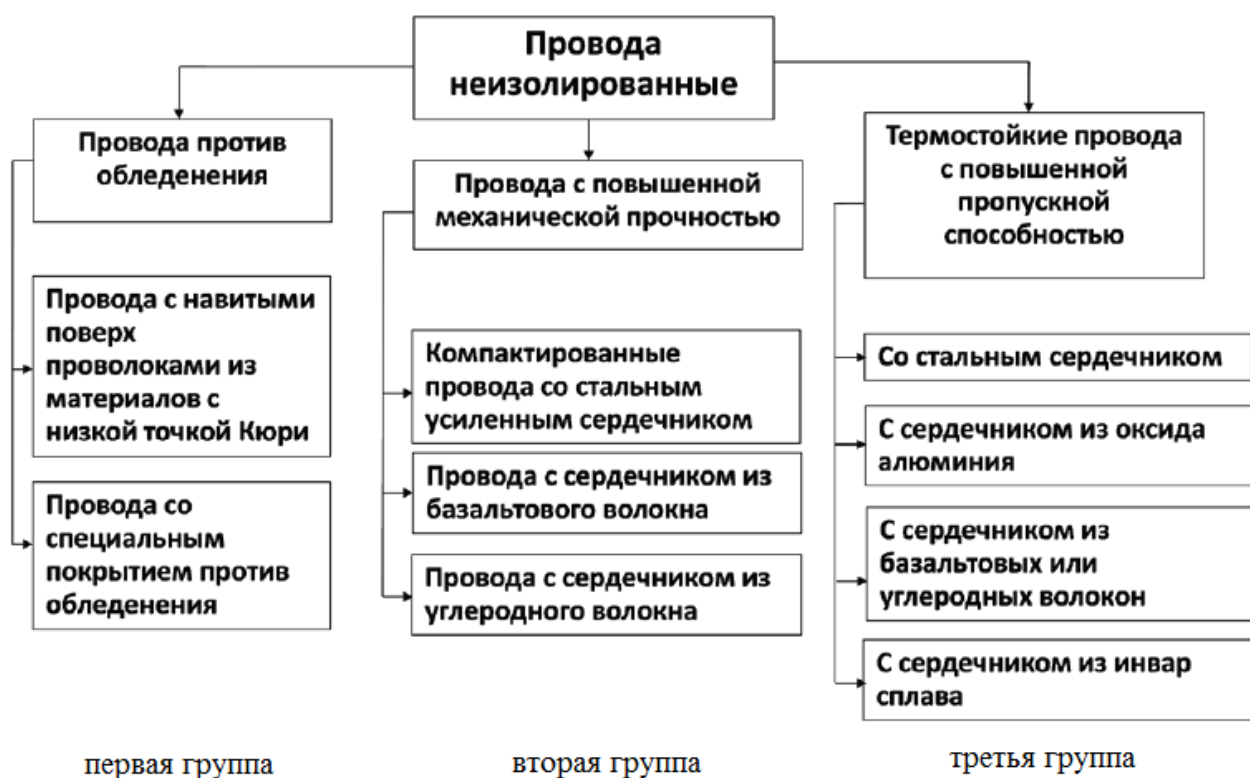 Провода
неизолированные
Провода против
обледенения
Провода с навитыми
поверх
проволоками из
материалов с
низкой точкой Кюри
Провода со
специальным
покрытием против
обледенения
Провода с повышенной
механической прочностью
Компактированные
провода со стальным
усиленным сердечником
Провода с сердечником из
базальтового волокна
Провода с сердечником из
углеродного волокна
Термостойкие провода
с повышенной
пропускной
способностью
Со стальным сердечником
С сердечником из оксида
алюминия
С сердечником из
базальтовых или
углеродных волокон
С сердечником из инвар
сплава
первая группа
вторая группа
третья группа